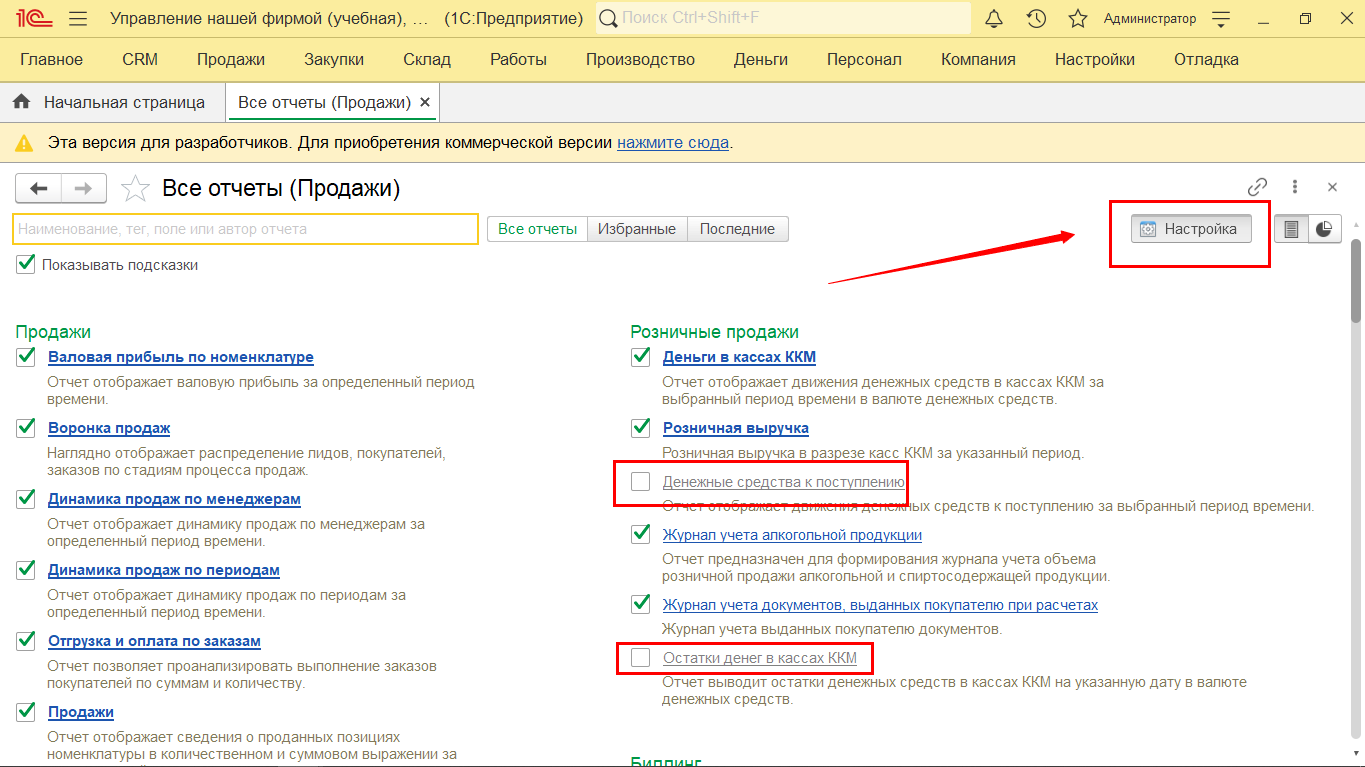 1С Управление нашей фирмой (учебная), ... (1С:Предприятие) Поиск Ctrl+Shift+F Администратор
Главное CRM Продажи Закупки Склад Работы Производство Деньги Персонал Компания Настройки Отладка
Начальная страница Все отчеты (Продажи)
Эта версия для разработчиков. Для приобретения коммерческой версии нажмите сюда.
Все отчеты (Продажи)
Наименование, тег, поле или автор отчета Все отчеты Избранные Последние Настройка
Показывать подсказки
Продажи
Валовая прибыль по номенклатуре
Отчет отображает валовую прибыль за определенный период
времени.
Воронка продаж
Наглядно отображает распределение лидов, покупателей,
заказов по стадиям процесса продаж.
Динамика продаж по менеджерам
Отчет отображает динамику продаж по менеджерам за
определенный период времени.
Динамика продаж по периодам
Отчет отображает динамику продаж по периодам за
определенный период времени.
Отгрузка и оплата по заказам
Отчет позволяет проанализировать выполнение заказов
покупателей по суммам и количеству.
Продажи
Отчет отображает сведения о проданных позициях
номенклатуры в количественном и суммовом выражении за
Розничные продажи
Деньги в кассах ККМ
Отчет отображает движения денежных средств в кассах ККМ за
выбранный период времени в валюте денежных средств.
Розничная выручка
Розничная выручка в разрезе касс ККМ за указанный период.
Денежные средства к поступлению
Отчет отображает движения денежных средств к поступлению за выбранный период времени.
Журнал учета алкогольной продукции
Отчет предназначен для формирования журнала учета объема
розничной продажи алкогольной и спиртосодержащей продукции.
Журнал учета документов, выданных покупателю при расчетах
Журнал учета выданных покупателю документов.
Остатки денег в кассах ККМ
Отчет выводит остатки денежных средств в кассах ККМ на указанную дату в валюте
денежных средств.
Биллинг